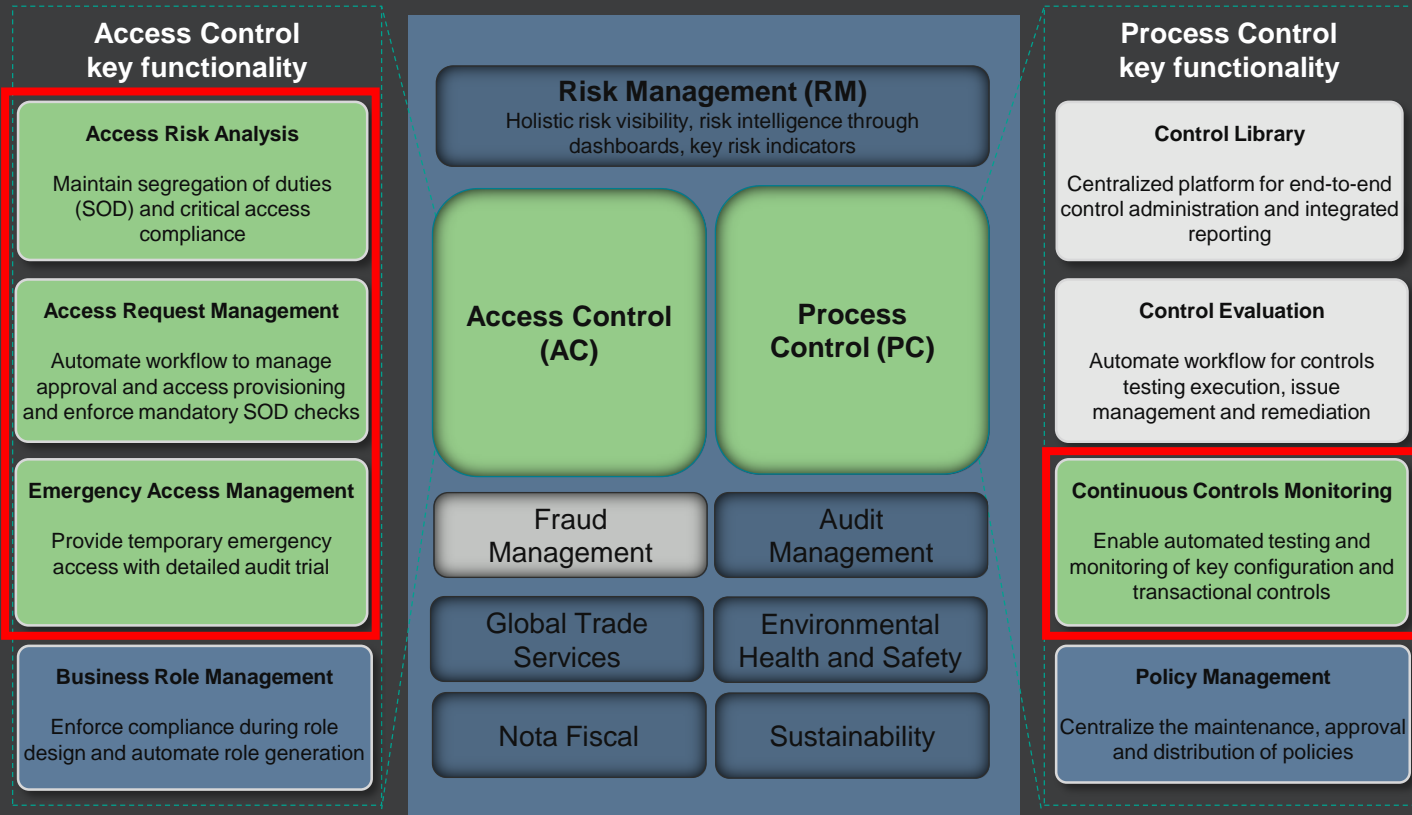 Access Control
key functionality
Access Risk Analysis
Maintain segregation of duties
(SOD) and critical access
compliance
Access Request Management
Automate workflow to manage
approval and access provisioning
and enforce mandatory SOD checks
Emergency Access Management
Provide temporary emergency
access with detailed audit trial
Business Role Management
Enforce compliance during role
design and automate role generation
Risk Management (RM)
Holistic risk visibility, risk intelligence through
dashboards, key risk indicators
Access Control
(AC)
Process
Control (PC)
Fraud
Management
Audit
Management
Global Trade
Services
Environmental
Health and Safety
Nota Fiscal
Sustainability
Process Control
key functionality
Control Library
Centralized platform for end-to-end
control administration and integrated
reporting
Control Evaluation
Automate workflow for controls
testing execution, issue
management and remediation
Continuous Controls Monitoring
Enable automated testing and
monitoring of key configuration and
transactional controls
Policy Management
Centralize the maintenance, approval
and distribution of policies